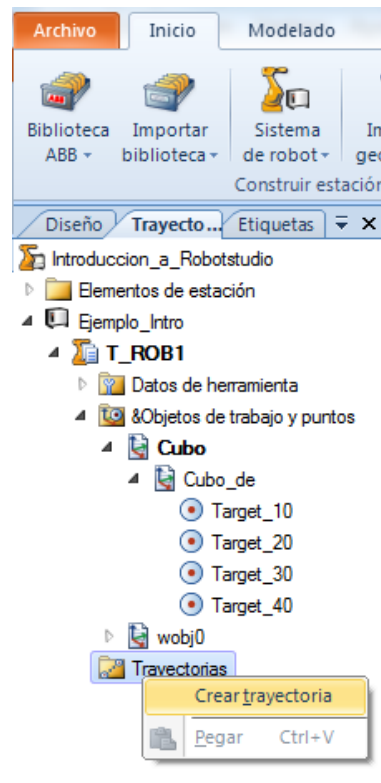 Archivo Inicio Modelado
ABB
Biblioteca Importar Sistema
ABB biblioteca de robot
Construir estación
Diseño Trayecto... Etiquetas
Introduccion_a_Robotstudio
Elementos de estación
Ejemplo_Intro
T_ROB1
Datos de herramienta
&Objetos de trabajo y puntos
Cubo
Cubo_de
Target_10
Target_20
Target_30
Target_40
wobj0
Trayectorias
Crear trayectoria
Pegar Ctrl+V